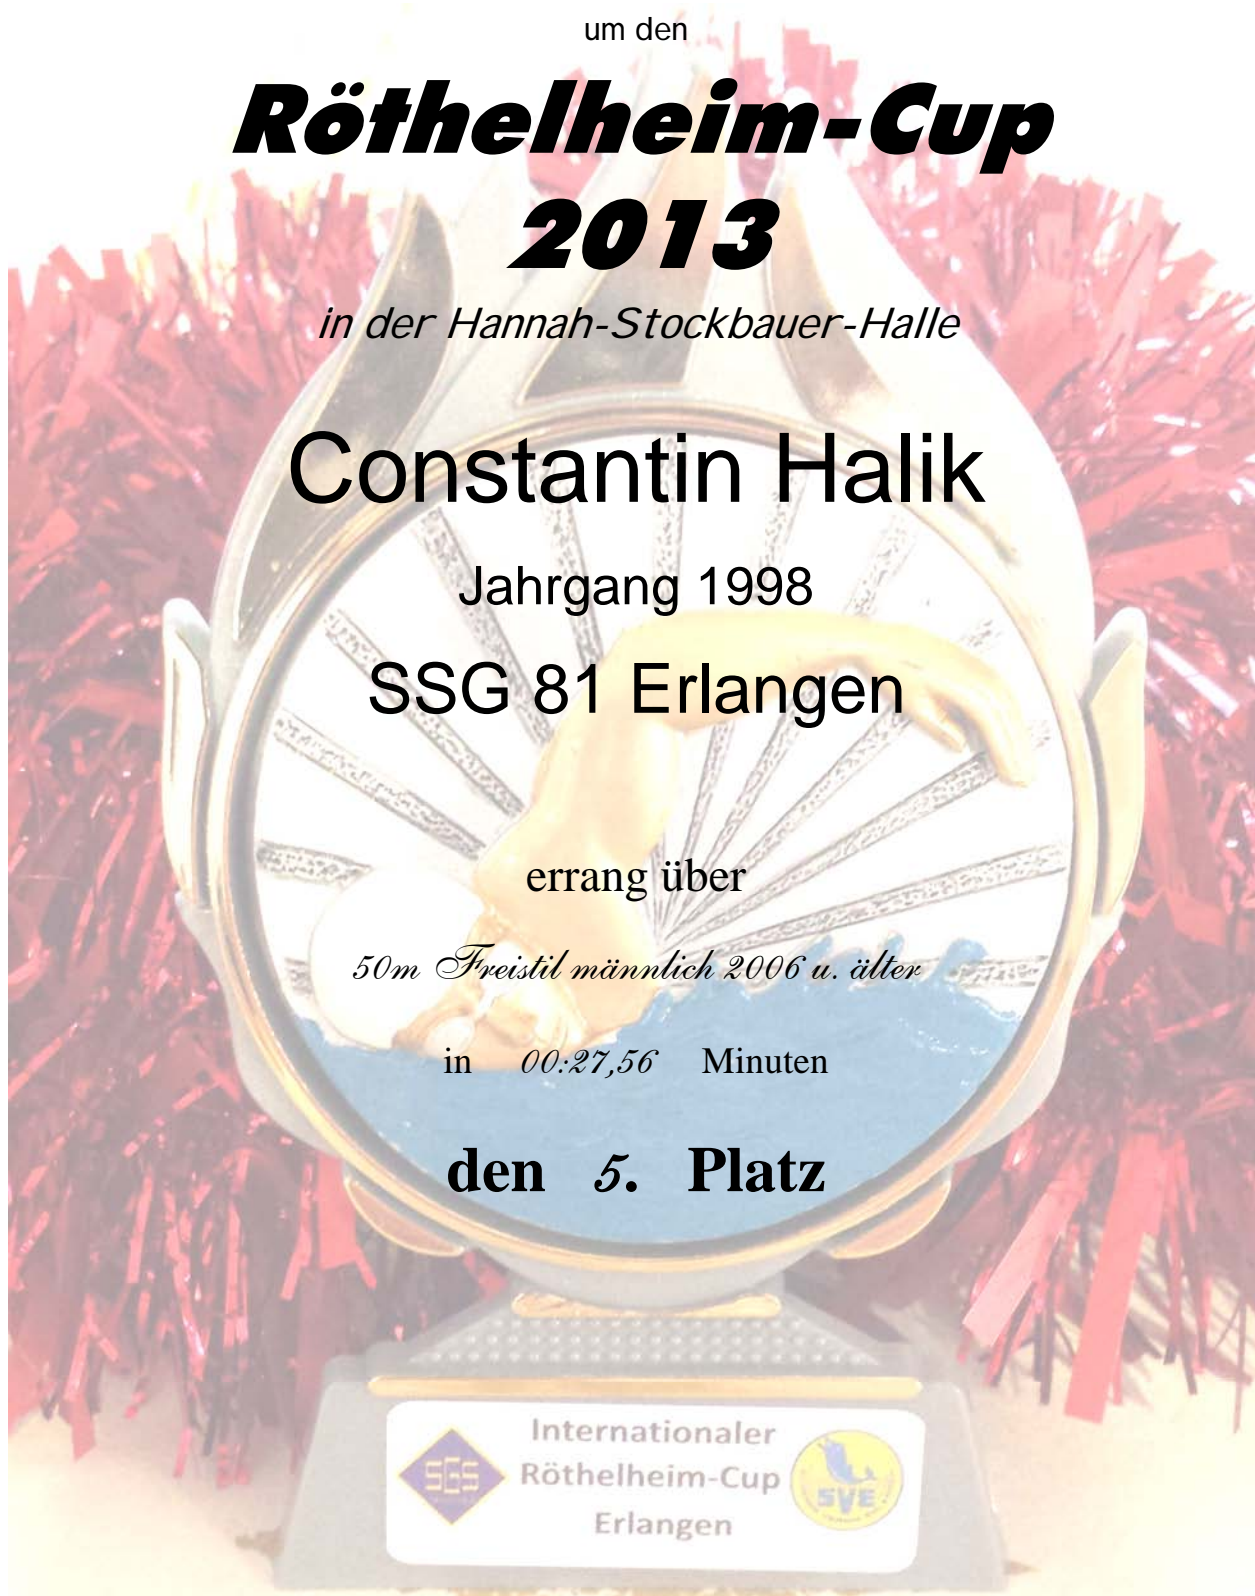 um den
Röthelheim-Cup
2013
in der Hannah-Stockbauer-Halle
Constantin Halik
Jahrgang 1998
SSG 81 Erlangen
errang über
50m Freistil männlich 2006 u. älter
in 00:27,56 Minuten
den 5. Platz
Internationaler
Röthelheim-Cup
Erlangen
SGS
SVE